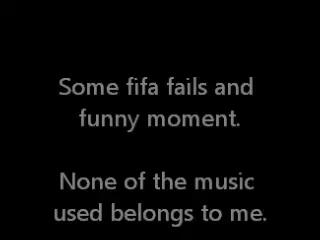 Some fifa fails and
funny moment.
None of the music
used belongs to me.